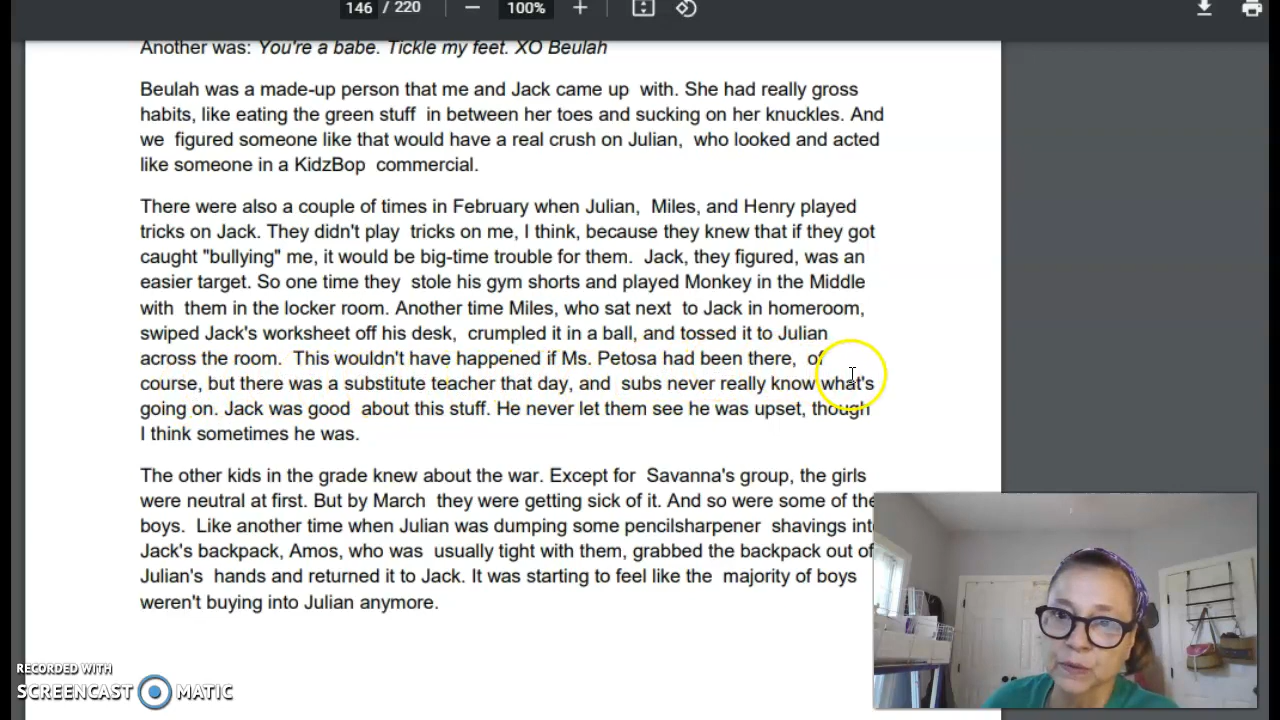 146 / 220 — 100% +
Another was: You're a babe. Tickle my feet. XO Beulah
Beulah was a made-up person that me and Jack came up with. She had really gross
habits, like eating the green stuff in between her toes and sucking on her knuckles. And
we figured someone like that would have a real crush on Julian, who looked and acted
like someone in a KidzBop commercial.
There were also a couple of times in February when Julian, Miles, and Henry played
tricks on Jack. They didn't play tricks on me, I think, because they knew that if they got
caught "bullying" me, it would be big-time trouble for them. Jack, they figured, was an
easier target. So one time they stole his gym shorts and played Monkey in the Middle
with them in the locker room. Another time Miles, who sat next to Jack in homeroom,
swiped Jack's worksheet off his desk, crumpled it in a ball, and tossed it to Julian
across the room. This wouldn't have happened if Ms. Petosa had been there, of
course, but there was a substitute teacher that day, and subs never really know what's
going on. Jack was good about this stuff. He never let them see he was upset, though
I think sometimes he was.
The other kids in the grade knew about the war. Except for Savanna's group, the girls
were neutral at first. But by March they were getting sick of it. And so were some of the
boys. Like another time when Julian was dumping some pencilsharpener shavings into
Jack's backpack, Amos, who was usually tight with them, grabbed the backpack out of
Julian's hands and returned it to Jack. It was starting to feel like the majority of boys
weren't buying into Julian anymore.
RECORDED WITH
SCREENCAST MATIC